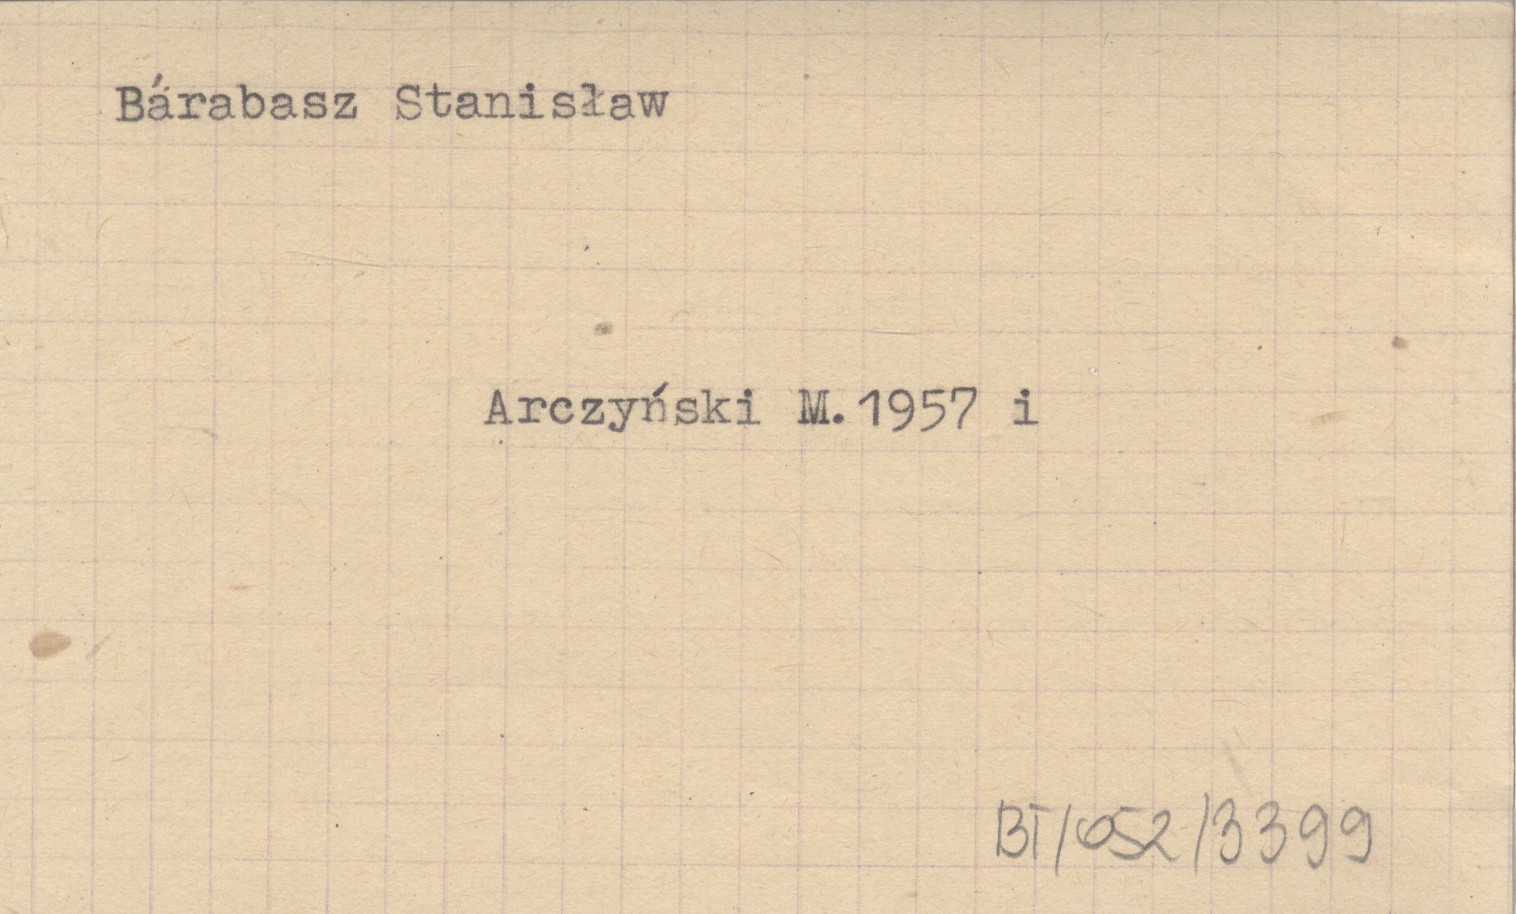 Bárabasz Stanisław
Arczyński M.1957 i
BT/052/3399